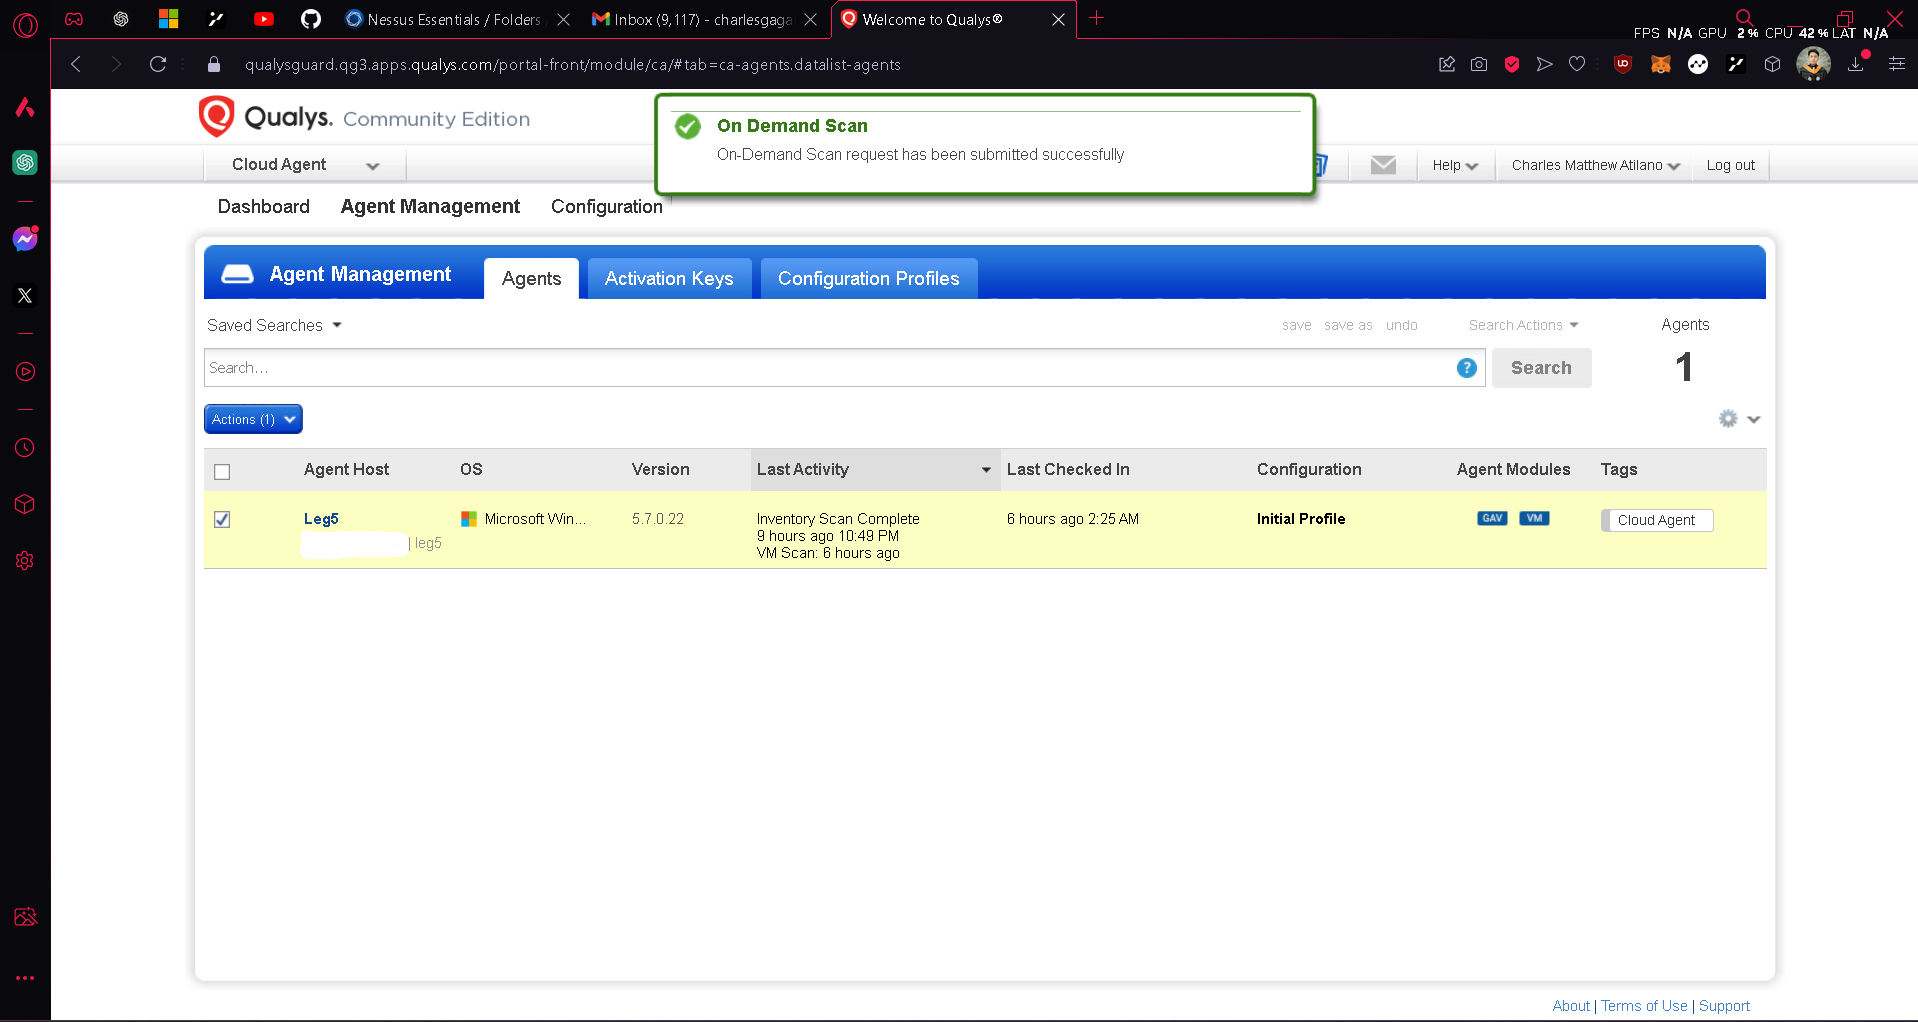 Nessus Essentials / Folders
Inbox (9,117) - charlesgaga
Welcome to Qualys®
FPS N/A GPU 2 % CPU 42 % LAT N/A
qualysguard.qg3.apps.qualys.com/portal-front/module/ca/#tab=ca-agents.datalist-agents
Qualys. Community Edition
On Demand Scan
On-Demand Scan request has been submitted successfully
Cloud Agent
Help
Charles Matthew Atilano
Log out
Dashboard
Agent Management
Configuration
Agent Management
Agents
Activation Keys
Configuration Profiles
Saved Searches
save
save as
undo
Search Actions
Agents
Search...
?
Search
1
Actions (1)
Agent Host
OS
Version
Last Activity
Last Checked In
Configuration
Agent Modules
Tags
Leg5
Microsoft Win...
5.7.0.22
Inventory Scan Complete
9 hours ago 10:49 PM
VM Scan: 6 hours ago
6 hours ago 2:25 AM
Initial Profile
GAV
VM
Cloud Agent
| leg5
About | Terms of Use | Support